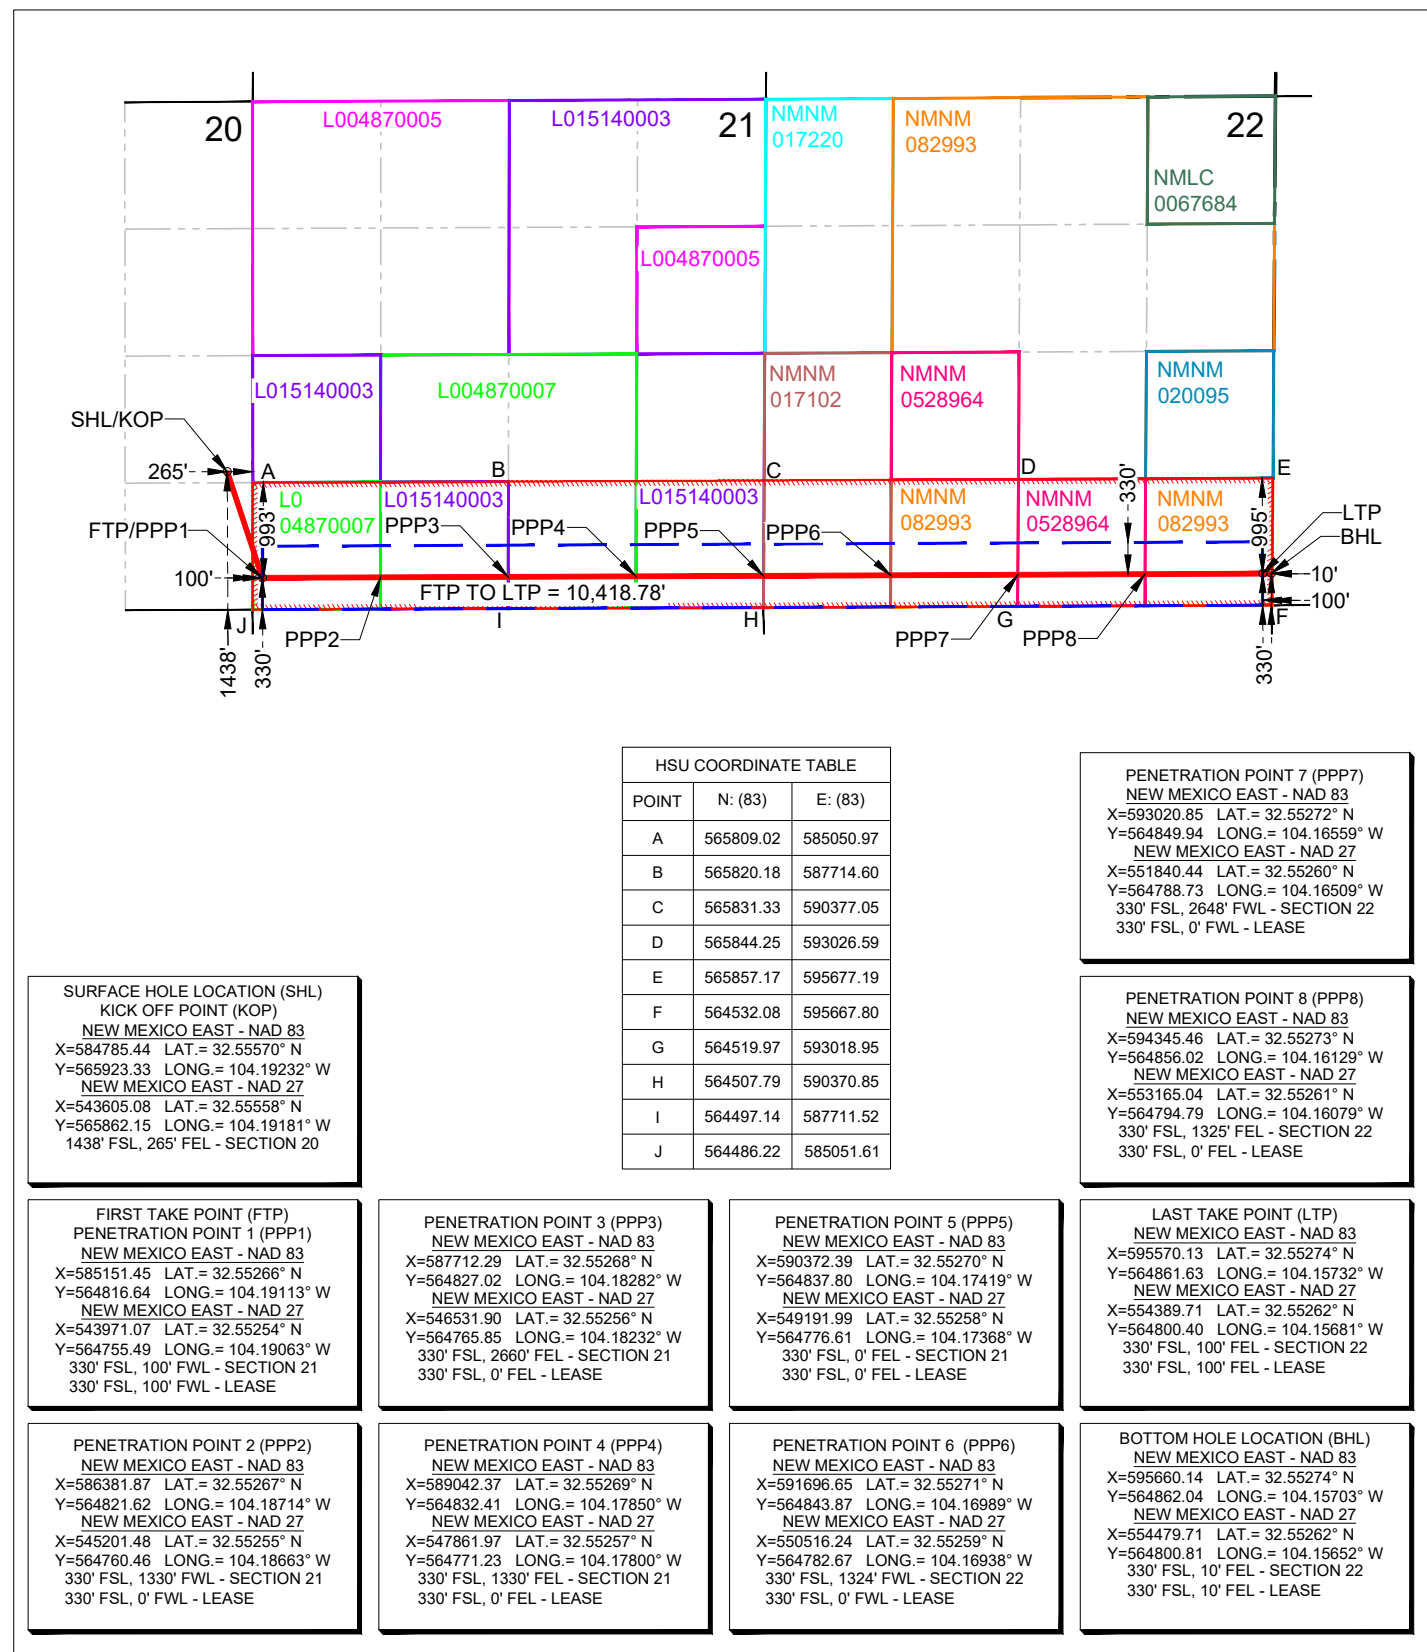 20
L004870005
L015140003
21
NMNM
017220
NMNM
082993
22
NMLC
0067684
L004870005
L015140003
L004870007
NMNM
017102
NMNM
0528964
NMNM
020095
SHL/KOP
265'
A
B
C
D
E
330'
L0
04870007
993'
L015140003
L015140003
NMNM
082993
NMNM
0528964
NMNM
082993
995'
FTP/PPP1
PPP3
PPP4
PPP5
PPP6
LTP
BHL
100'
FTP TO LTP = 10,418.78'
10'
100'
J
I
H
G
F
PPP2
PPP7
PPP8
1438'
330'
330'
HSU COORDINATE TABLE
POINT N: (83) E: (83)
A 565809.02 585050.97
B 565820.18 587714.60
C 565831.33 590377.05
D 565844.25 593026.59
E 565857.17 595677.19
F 564532.08 595667.80
G 564519.97 593018.95
H 564507.79 590370.85
I 564497.14 587711.52
J 564486.22 585051.61
PENETRATION POINT 7 (PPP7)
NEW MEXICO EAST - NAD 83
X=593020.85 LAT.= 32.55272° N
Y=564849.94 LONG.= 104.16559° W
NEW MEXICO EAST - NAD 27
X=551840.44 LAT.= 32.55260° N
Y=564788.73 LONG.= 104.16509° W
330' FSL, 2648' FWL - SECTION 22
330' FSL, 0' FWL - LEASE
SURFACE HOLE LOCATION (SHL)
KICK OFF POINT (KOP)
NEW MEXICO EAST - NAD 83
X=584785.44 LAT.= 32.55570° N
Y=565923.33 LONG.= 104.19232° W
NEW MEXICO EAST - NAD 27
X=543605.08 LAT.= 32.55558° N
Y=565862.15 LONG.= 104.19181° W
1438' FSL, 265' FEL - SECTION 20
PENETRATION POINT 8 (PPP8)
NEW MEXICO EAST - NAD 83
X=594345.46 LAT.= 32.55273° N
Y=564856.02 LONG.= 104.16129° W
NEW MEXICO EAST - NAD 27
X=553165.04 LAT.= 32.55261° N
Y=564794.79 LONG.= 104.16079° W
330' FSL, 1325' FEL - SECTION 22
330' FSL, 0' FEL - LEASE
FIRST TAKE POINT (FTP)
PENETRATION POINT 1 (PPP1)
NEW MEXICO EAST - NAD 83
X=585151.45 LAT.= 32.55266° N
Y=564816.64 LONG.= 104.19113° W
NEW MEXICO EAST - NAD 27
X=543971.07 LAT.= 32.55254° N
Y=564755.49 LONG.= 104.19063° W
330' FSL, 100' FWL - SECTION 21
330' FSL, 100' FWL - LEASE
PENETRATION POINT 3 (PPP3)
NEW MEXICO EAST - NAD 83
X=587712.29 LAT.= 32.55268° N
Y=564827.02 LONG.= 104.18282° W
NEW MEXICO EAST - NAD 27
X=546531.90 LAT.= 32.55256° N
Y=564765.85 LONG.= 104.18232° W
330' FSL, 2660' FEL - SECTION 21
330' FSL, 0' FEL - LEASE
PENETRATION POINT 5 (PPP5)
NEW MEXICO EAST - NAD 83
X=590372.39 LAT.= 32.55270° N
Y=564837.80 LONG.= 104.17419° W
NEW MEXICO EAST - NAD 27
X=549191.99 LAT.= 32.55258° N
Y=564776.61 LONG.= 104.17368° W
330' FSL, 0' FEL - SECTION 21
330' FSL, 0' FEL - LEASE
LAST TAKE POINT (LTP)
NEW MEXICO EAST - NAD 83
X=595570.13 LAT.= 32.55274° N
Y=564861.63 LONG.= 104.15732° W
NEW MEXICO EAST - NAD 27
X=554389.71 LAT.= 32.55262° N
Y=564800.40 LONG.= 104.15681° W
330' FSL, 100' FEL - SECTION 22
330' FSL, 100' FEL - LEASE
PENETRATION POINT 2 (PPP2)
NEW MEXICO EAST - NAD 83
X=586381.87 LAT.= 32.55267° N
Y=564821.62 LONG.= 104.18714° W
NEW MEXICO EAST - NAD 27
X=545201.48 LAT.= 32.55255° N
Y=564760.46 LONG.= 104.18663° W
330' FSL, 1330' FWL - SECTION 21
330' FSL, 0' FWL - LEASE
PENETRATION POINT 4 (PPP4)
NEW MEXICO EAST - NAD 83
X=589042.37 LAT.= 32.55269° N
Y=564832.41 LONG.= 104.17850° W
NEW MEXICO EAST - NAD 27
X=547861.97 LAT.= 32.55257° N
Y=564771.23 LONG.= 104.17800° W
330' FSL, 1330' FEL - SECTION 21
330' FSL, 0' FEL - LEASE
PENETRATION POINT 6 (PPP6)
NEW MEXICO EAST - NAD 83
X=591696.65 LAT.= 32.55271° N
Y=564843.87 LONG.= 104.16989° W
NEW MEXICO EAST - NAD 27
X=550516.24 LAT.= 32.55259° N
Y=564782.67 LONG.= 104.16938° W
330' FSL, 1324' FWL - SECTION 22
330' FSL, 0' FWL - LEASE
BOTTOM HOLE LOCATION (BHL)
NEW MEXICO EAST - NAD 83
X=595660.14 LAT.= 32.55274° N
Y=564862.04 LONG.= 104.15703° W
NEW MEXICO EAST - NAD 27
X=554479.71 LAT.= 32.55262° N
Y=564800.81 LONG.= 104.15652° W
330' FSL, 10' FEL - SECTION 22
330' FSL, 10' FEL - LEASE